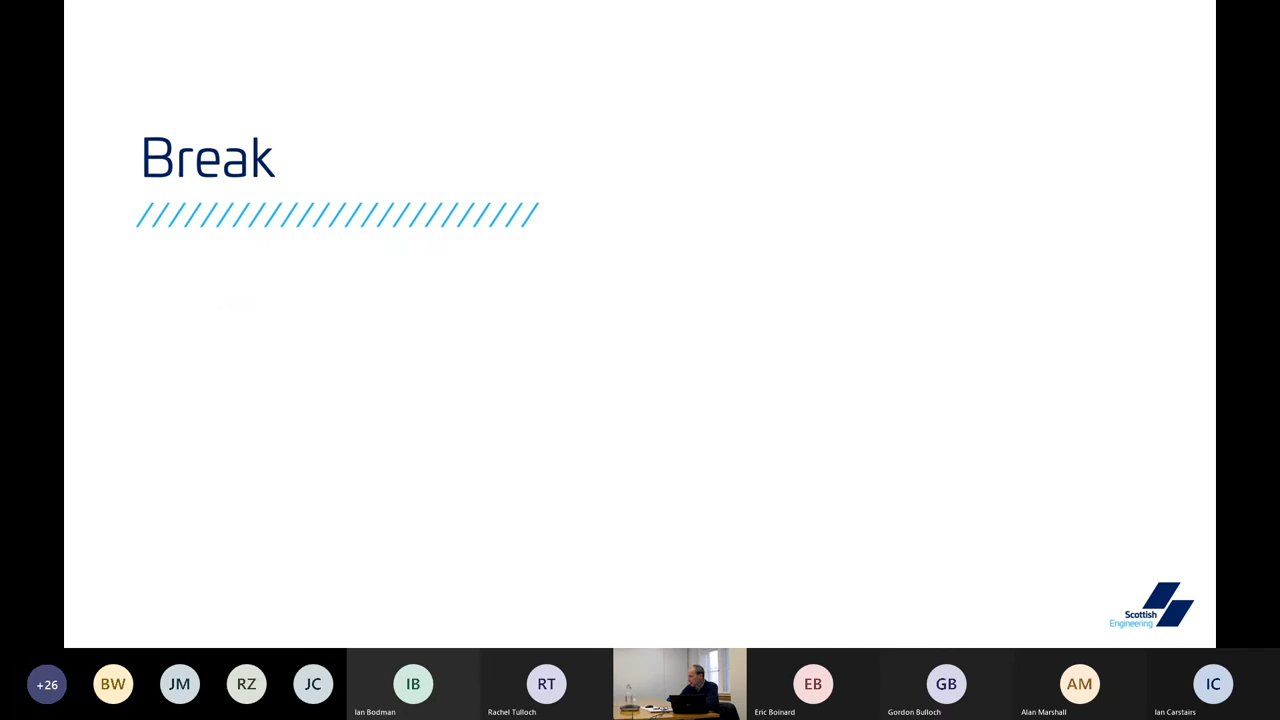 Break
Scottish
Engineering
+26
BW
JM
RZ
JC
IB
Ian Bodman
RT
Rachel Tulloch
EB
Eric Boinard
GB
Gordon Bulloch
AM
Alan Marshall
IC
Ian Carstairs